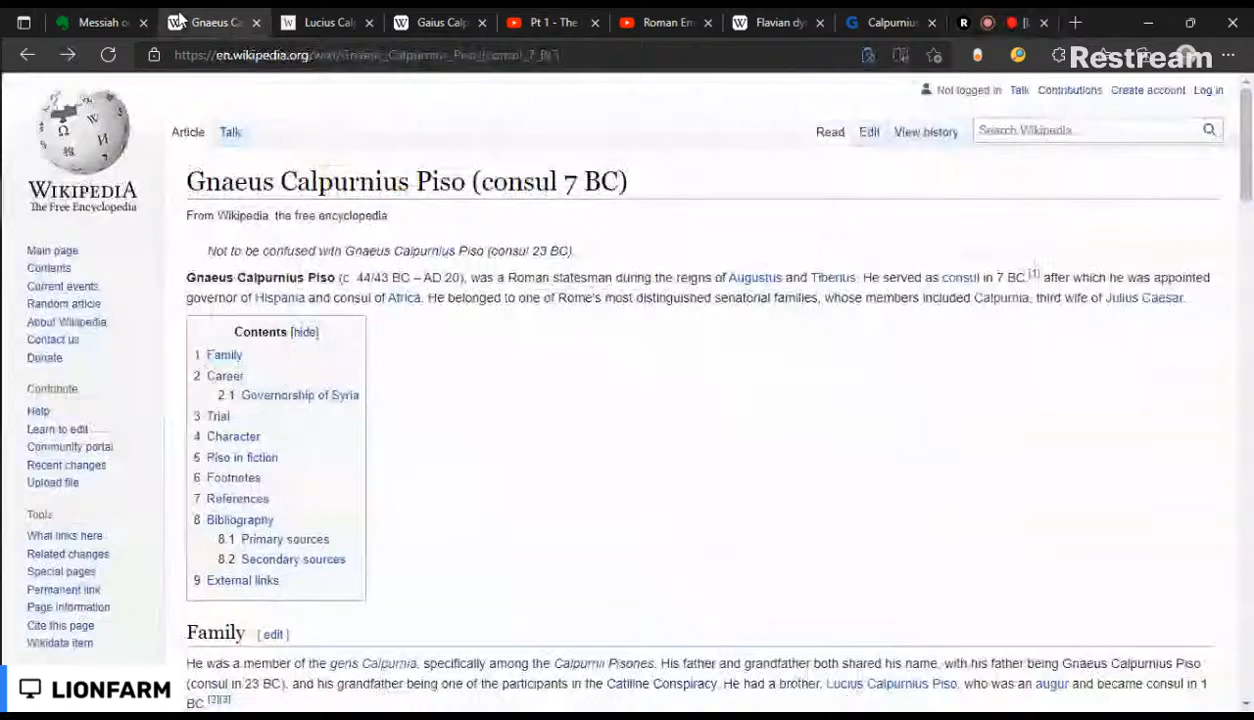 Messiah o
Gnaeus Ca
Lucius Cal
Gaius Calp
Pt 1 - The
Roman Em
Flavian dy
Calpurnius
https://en.wikipedia.org/wiki/Gnaeus_Calpurnius_Piso_(consul_7_BC)
Restream
Not logged in Talk Contributions Create account Log in
Article Talk Read Edit View history Search Wikipedia
WIKIPEDIA
The Free Encyclopedia
Gnaeus Calpurnius Piso (consul 7 BC)
From Wikipedia the free encyclopedia
Not to be confused with Gnaeus Calpurnius Piso (consul 23 BC).
Gnaeus Calpurnius Piso (c. 44/43 BC – AD 20), was a Roman statesman during the reigns of Augustus and Tiberius. He served as consul in 7 BC,[1] after which he was appointed
governor of Hispania and consul of Africa. He belonged to one of Rome's most distinguished senatorial families, whose members included Calpurnia, third wife of Julius Caesar.
Main page
Contents
Current events
Random article
About Wikipedia
Contact us
Donate
Contribute
Help
Learn to edit
Community portal
Recent changes
Upload file
Tools
What links here
Related changes
Special pages
Permanent link
Page information
Cite this page
Wikidata item
Contents [hide]
1 Family
2 Career
2.1 Governorship of Syria
3 Trial
4 Character
5 Piso in fiction
6 Footnotes
7 References
8 Bibliography
8.1 Primary sources
8.2 Secondary sources
9 External links
Family [ edit ]
He was a member of the gens Calpurnia, specifically among the Calpurnii Pisones. His father and grandfather both shared his name, with his father being Gnaeus Calpurnius Piso
(consul in 23 BC), and his grandfather being one of the participants in the Catiline Conspiracy. He had a brother, Lucius Calpurnius Piso, who was an augur and became consul in 1
BC.[2][3]
LIONFARM